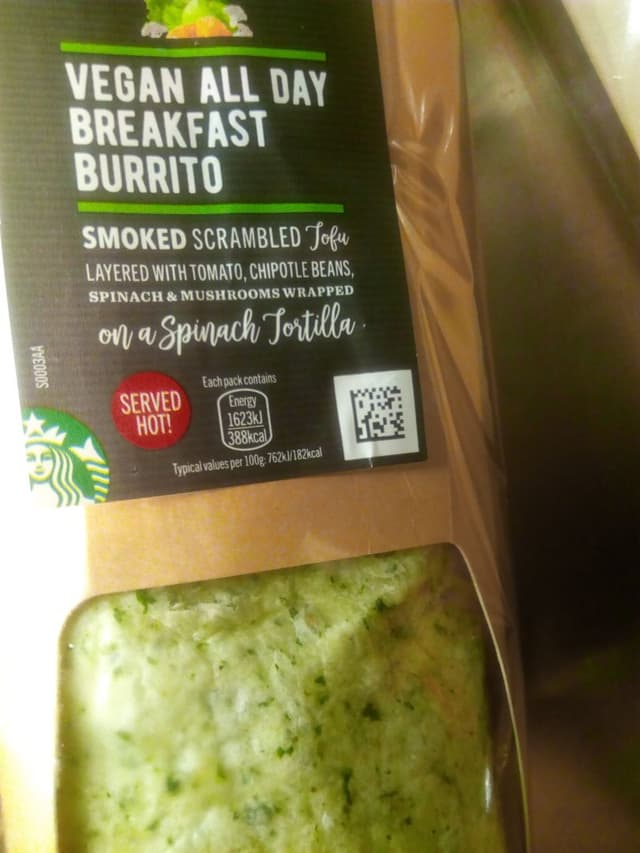 VEGAN ALL DAY
BREAKFAST
BURRITO
SMOKED SCRAMBLED Tofu
LAYERED WITH TOMATO, CHIPOTLE BEANS,
SPINACH & MUSHROOMS WRAPPED
on a Spinach Tortilla.
S0003AA
SERVED
HOT!
Each pack contains
Energy
1623kJ
388kcal
Typical values per 100g: 762kJ/182kcal